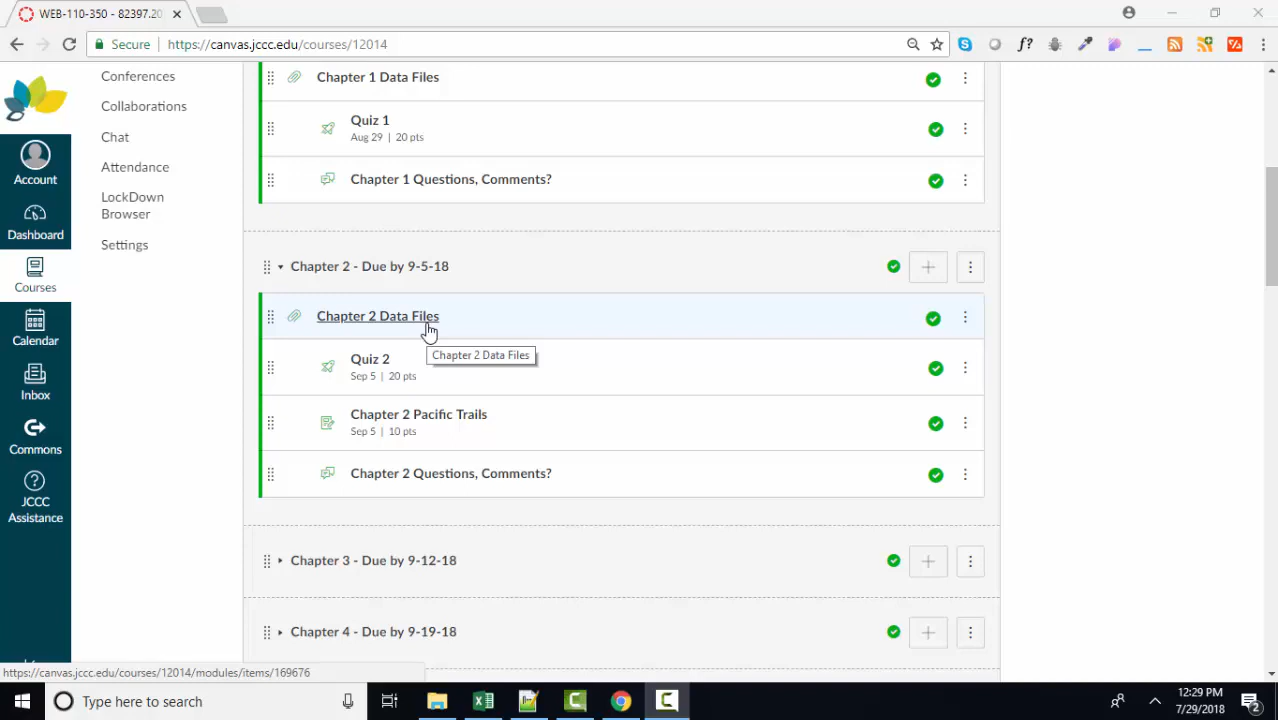 WEB-110-350 - 82397.20
Secure
https://canvas.jccc.edu/courses/12014
f?
Account
Dashboard
Courses
Calendar
Inbox
Commons
JCCC
Assistance
Conferences
Collaborations
Chat
Attendance
LockDown
Browser
Settings
Chapter 1 Data Files
Quiz 1
Aug 29 | 20 pts
Chapter 1 Questions, Comments?
Chapter 2 - Due by 9-5-18
Chapter 2 Data Files
Chapter 2 Data Files
Quiz 2
Sep 5 | 20 pts
Chapter 2 Pacific Trails
Sep 5 | 10 pts
Chapter 2 Questions, Comments?
Chapter 3 - Due by 9-12-18
Chapter 4 - Due by 9-19-18
https://canvas.jccc.edu/courses/12014/modules/items/169676
Type here to search
12:29 PM
7/29/2018
2